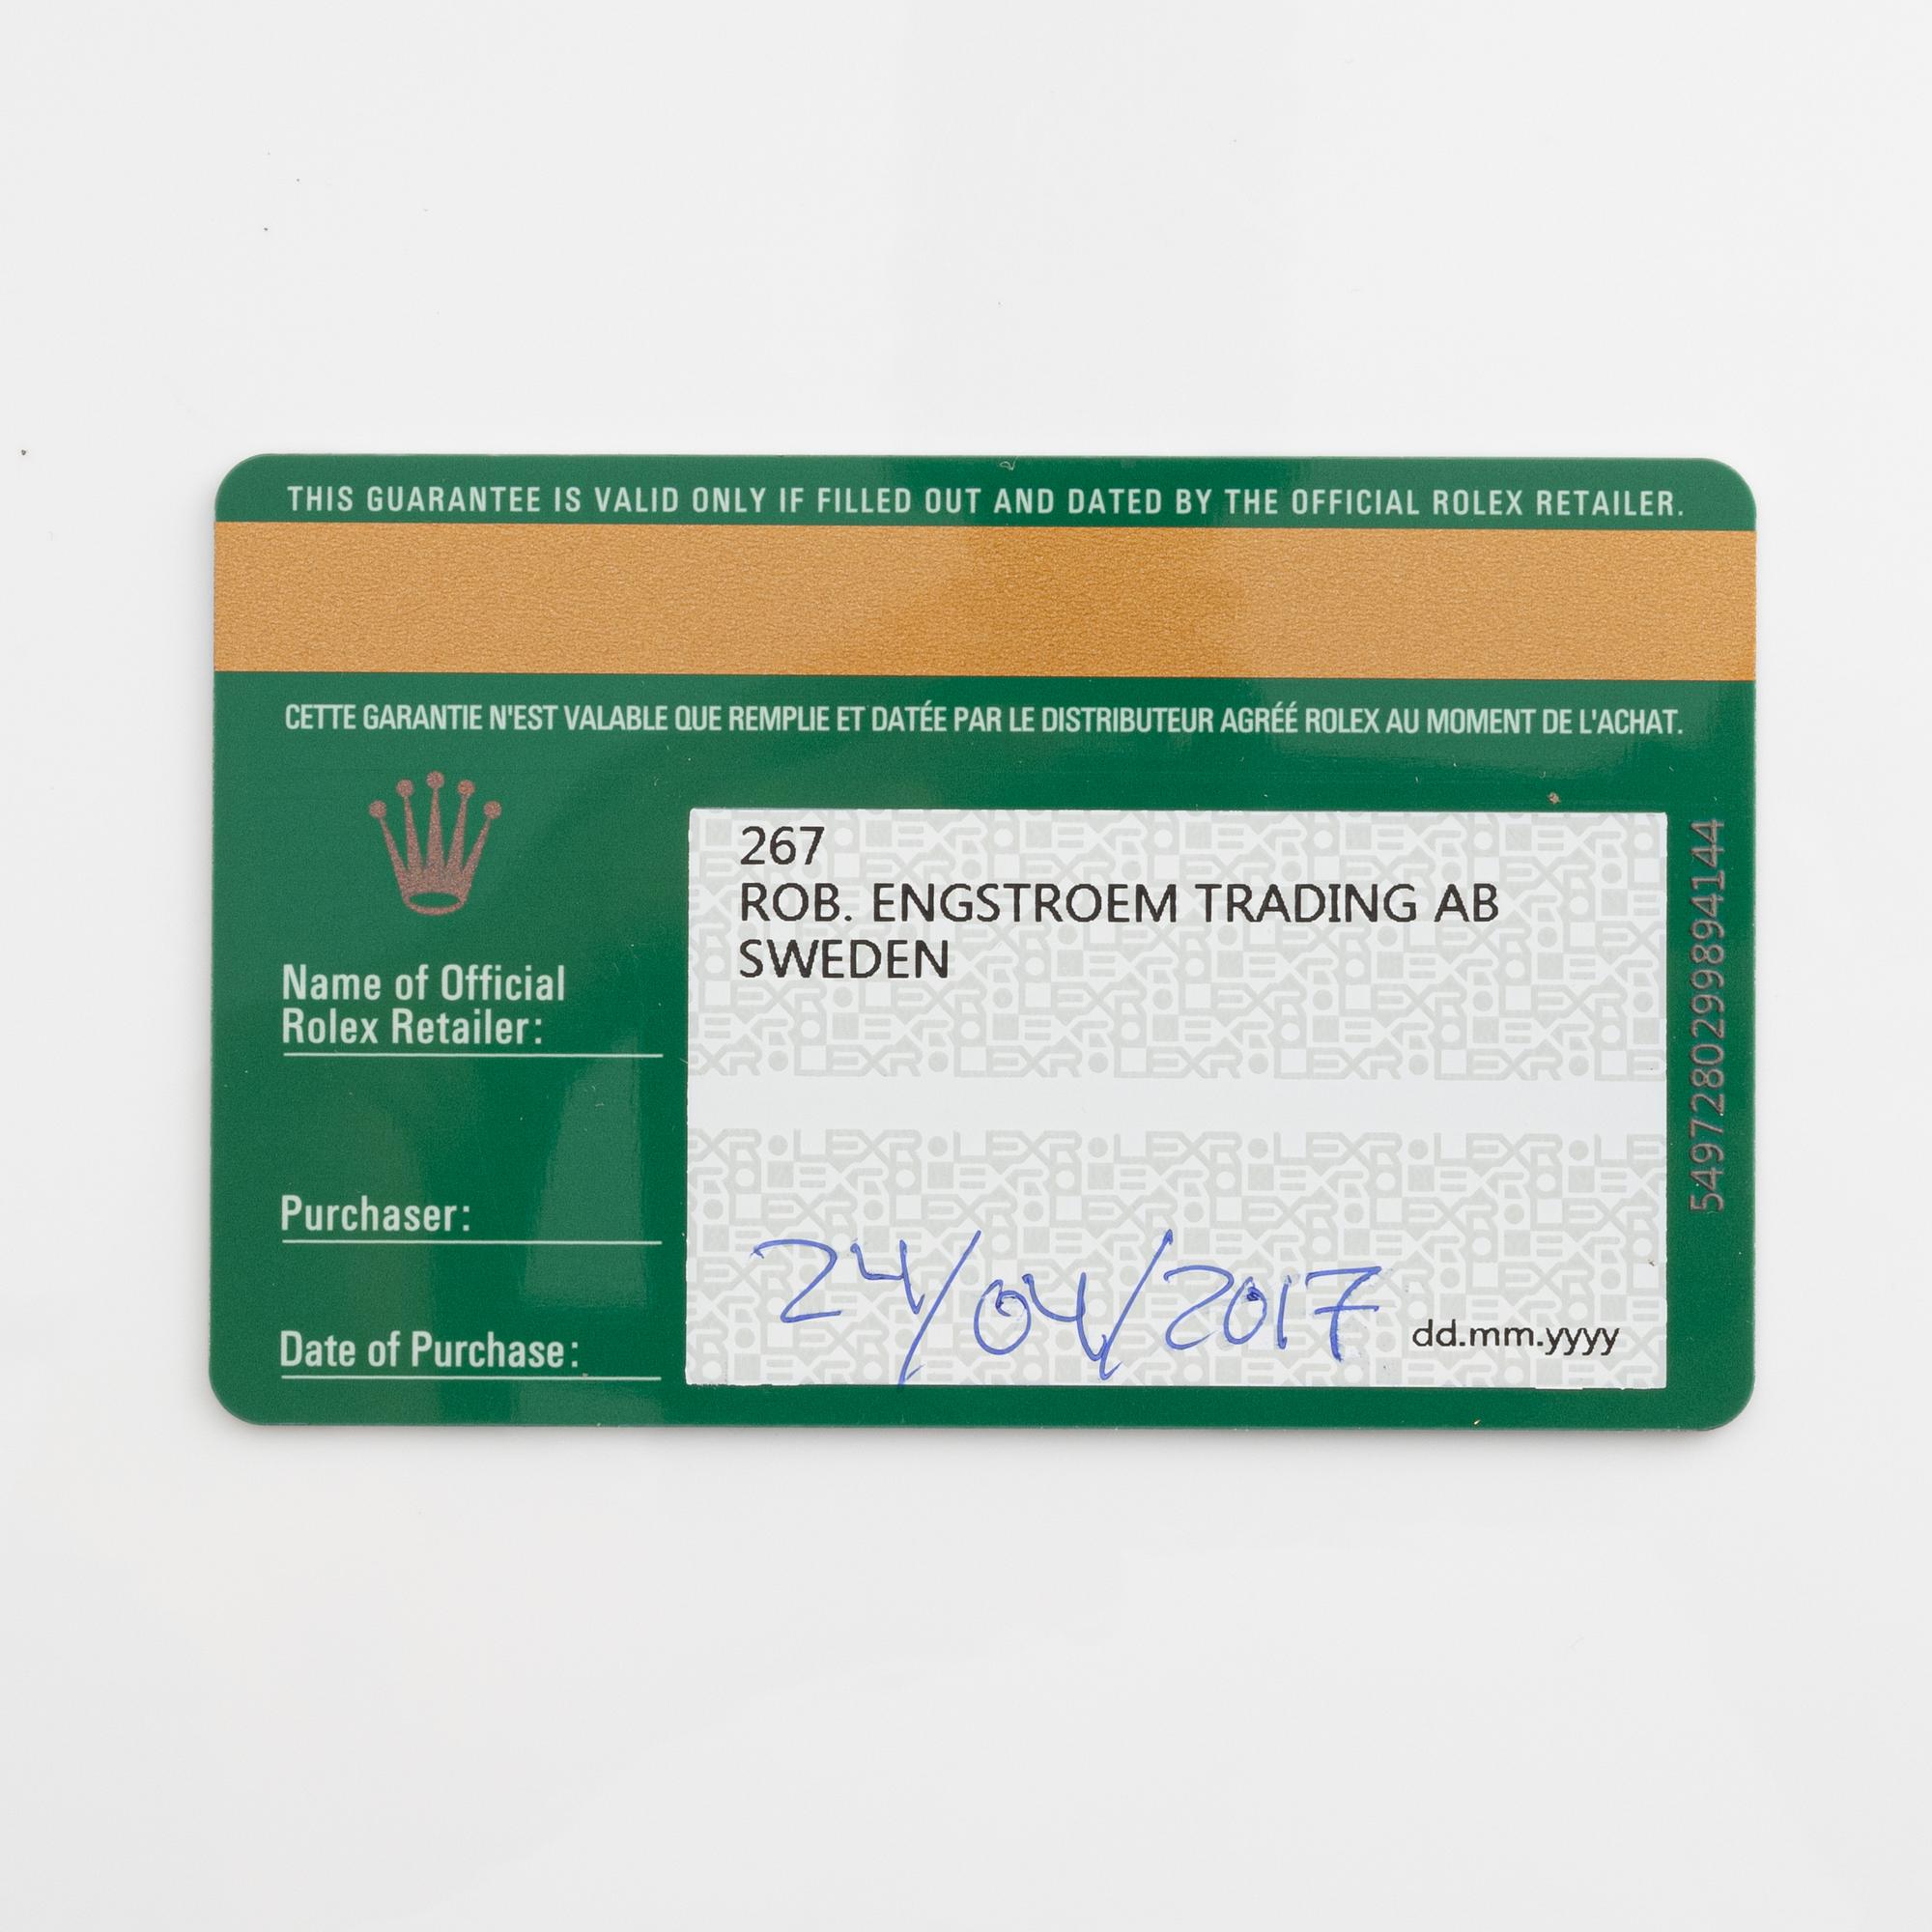 THIS GUARANTEE IS VALID ONLY IF FILLED OUT AND DATED BY THE OFFICIAL ROLEX RETAILER.
CETTE GARANTIE N'EST VALABLE QUE REMPLIE ET DATÉE PAR LE DISTRIBUTEUR AGRÉÉ ROLEX AU MOMENT DE L'ACHAT.
267
ROB. ENGSTROEM TRADING AB
SWEDEN
Name of Official
Rolex Retailer:
Purchaser:
Date of Purchase:
24/04/2017
dd.mm.yyyy
5497280299894144